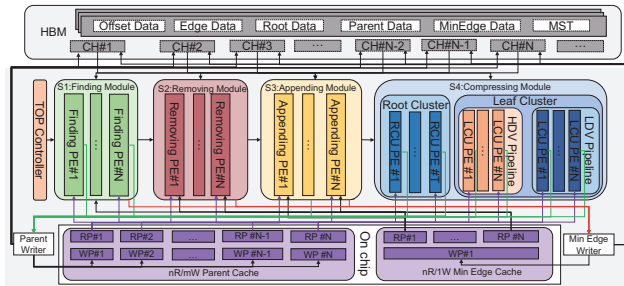 HBM
Offset Data Edge Data Root Data Parent Data MinEdge Data MST
CH#1 CH#2 CH#3 ...... CH#N-2 CH#N-1 CH#N ......
TOP Controller
S1:Finding Module
Finding PE#1
...
Finding PE#N
S2:Removing Module
Removing PE#1
...
Removing PE#N
S3:Appending Module
Appending PE#1
...
Appending PE#N
S4:Compressing Module
Root Cluster
RCU PE #1
...
RCU PE #T
Leaf Cluster
LCU PE #1
...
LCU PE #N
HDV Pipeline
LCU PE #1
...
LCU PE #N
LDV Pipeline
Parent
Writer
RP#1 RP#2 ... RP #N-1 RP #N
WP#1 WP#2 ... WP #N-1 WP #N
nR/mW Parent Cache
On chip
RP#1 ... RP #N
WP#1
nR/1W Min Edge Cache
Min Edge
Writer